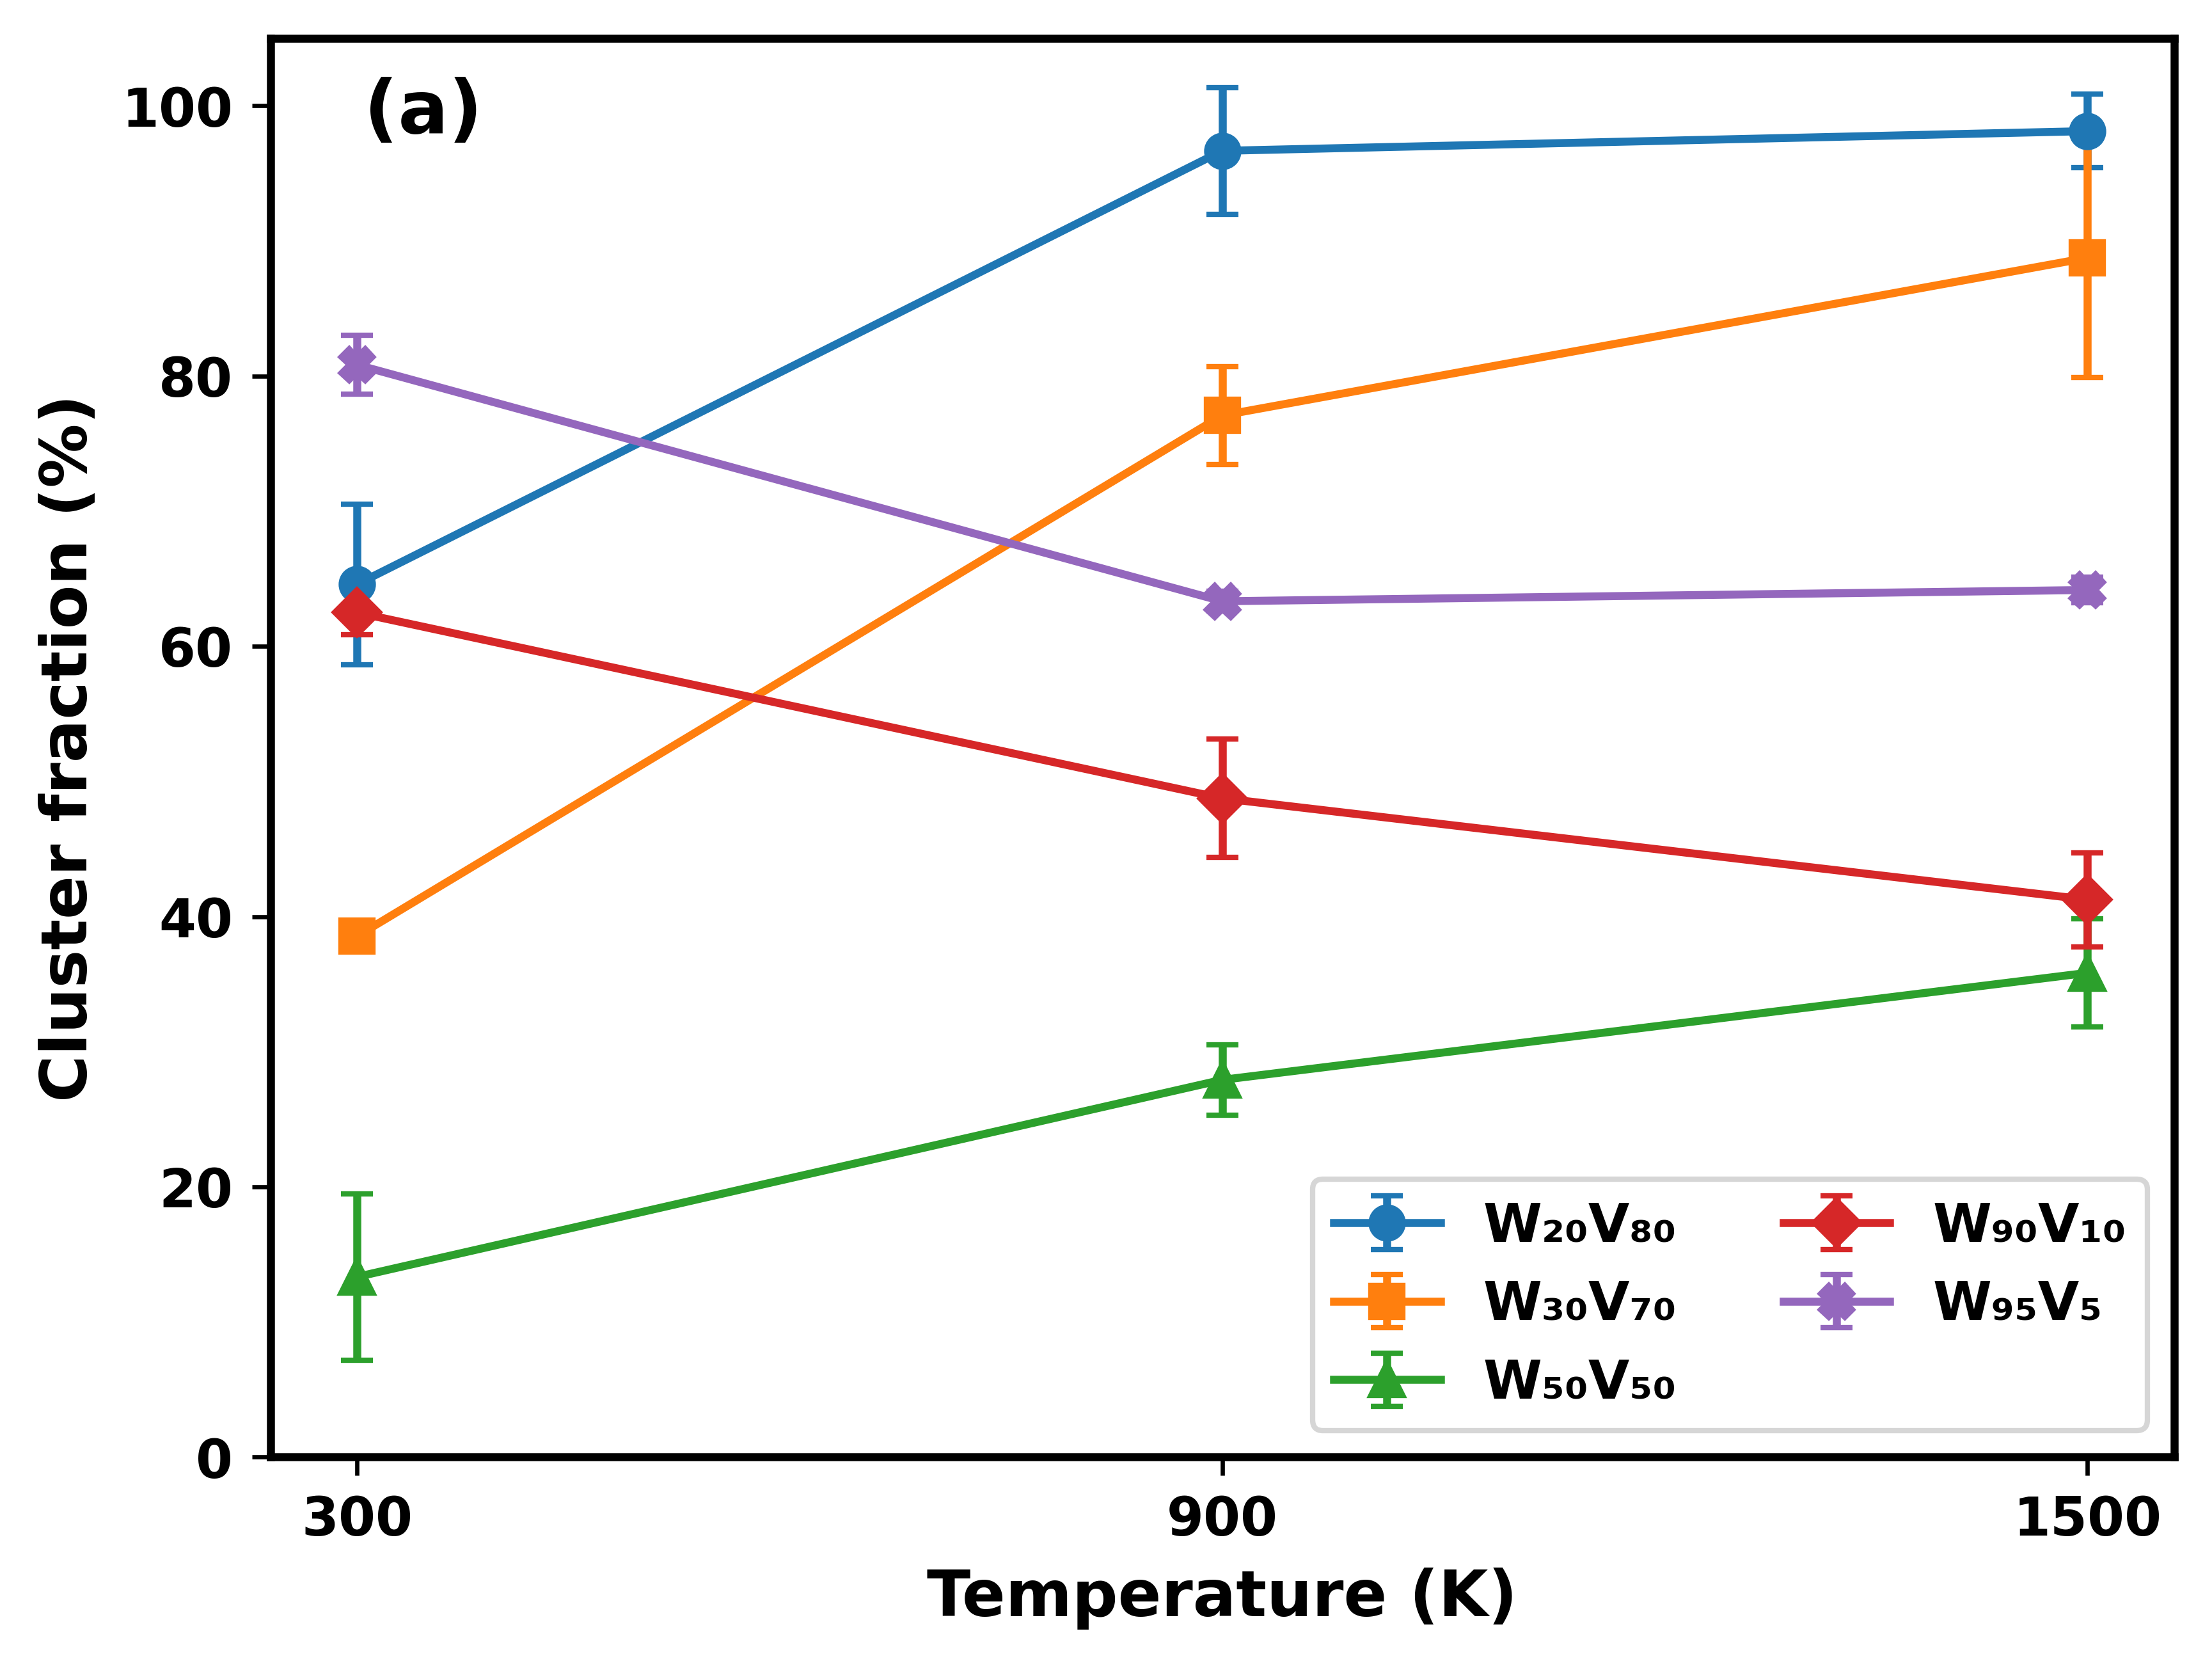 (a)
100
80
60
40
20
0
Cluster fraction (%)
300 900 1500
Temperature (K)
W₂₀V₈₀
W₃₀V₇₀
W₅₀V₅₀
W₉₀V₁₀
W₉₅V₅